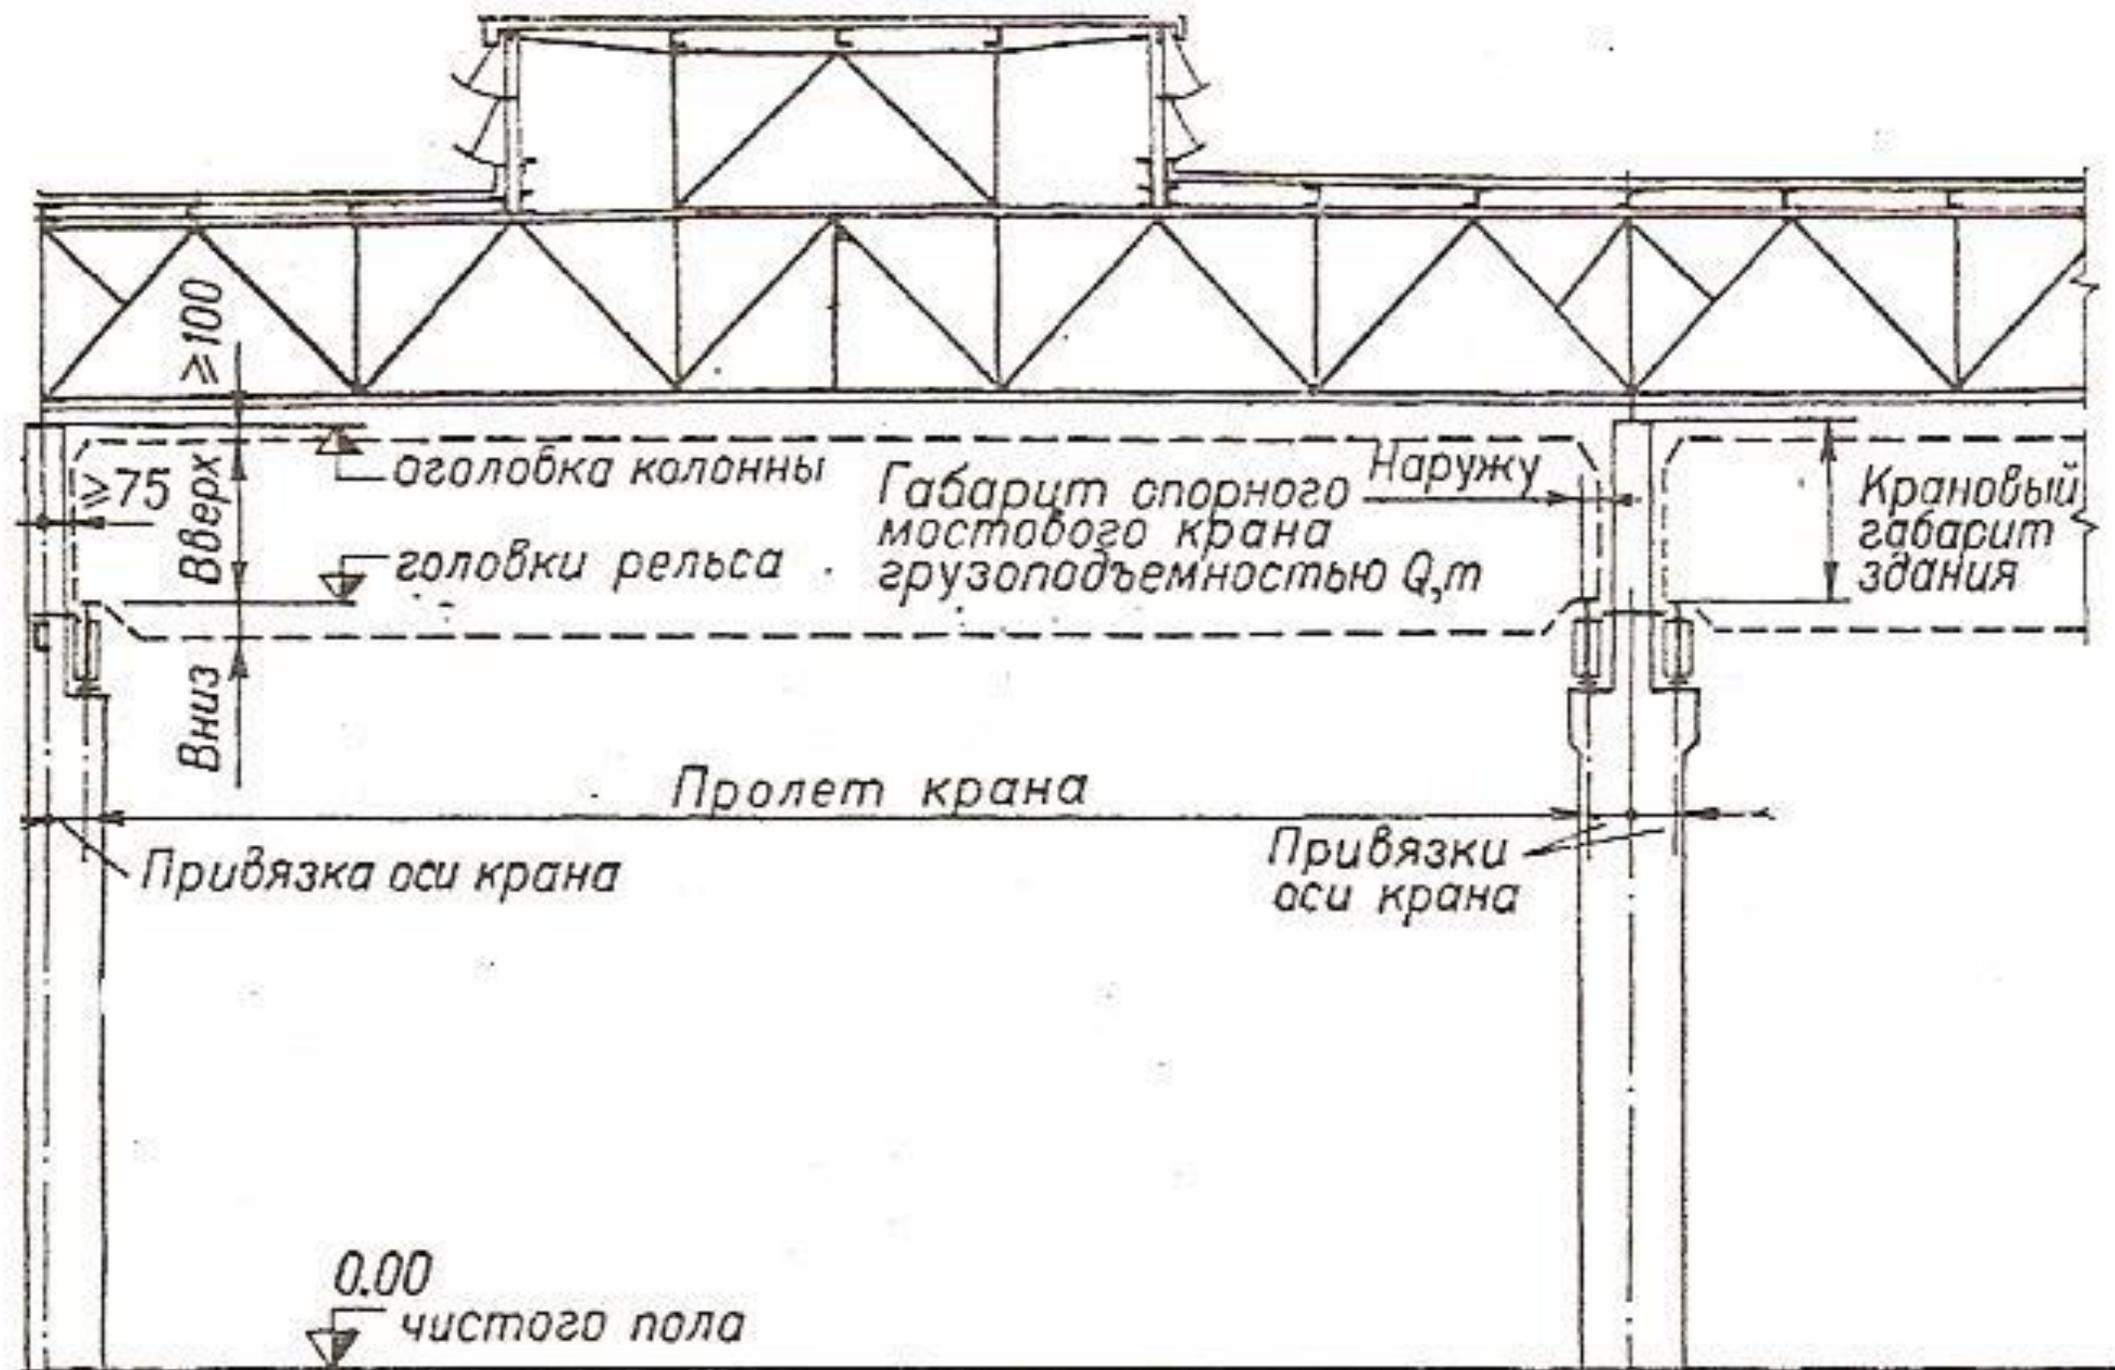 ≥100
оголовка колонны
≥75
Вверх
Габарит опорного
мостового крана
грузоподъемностью Q,т
Наружу
Крановый
габарит
здания
головки рельса
Вниз
Пролет крана
Привязка оси крана
Привязки
оси крана
0.00
чистого пола